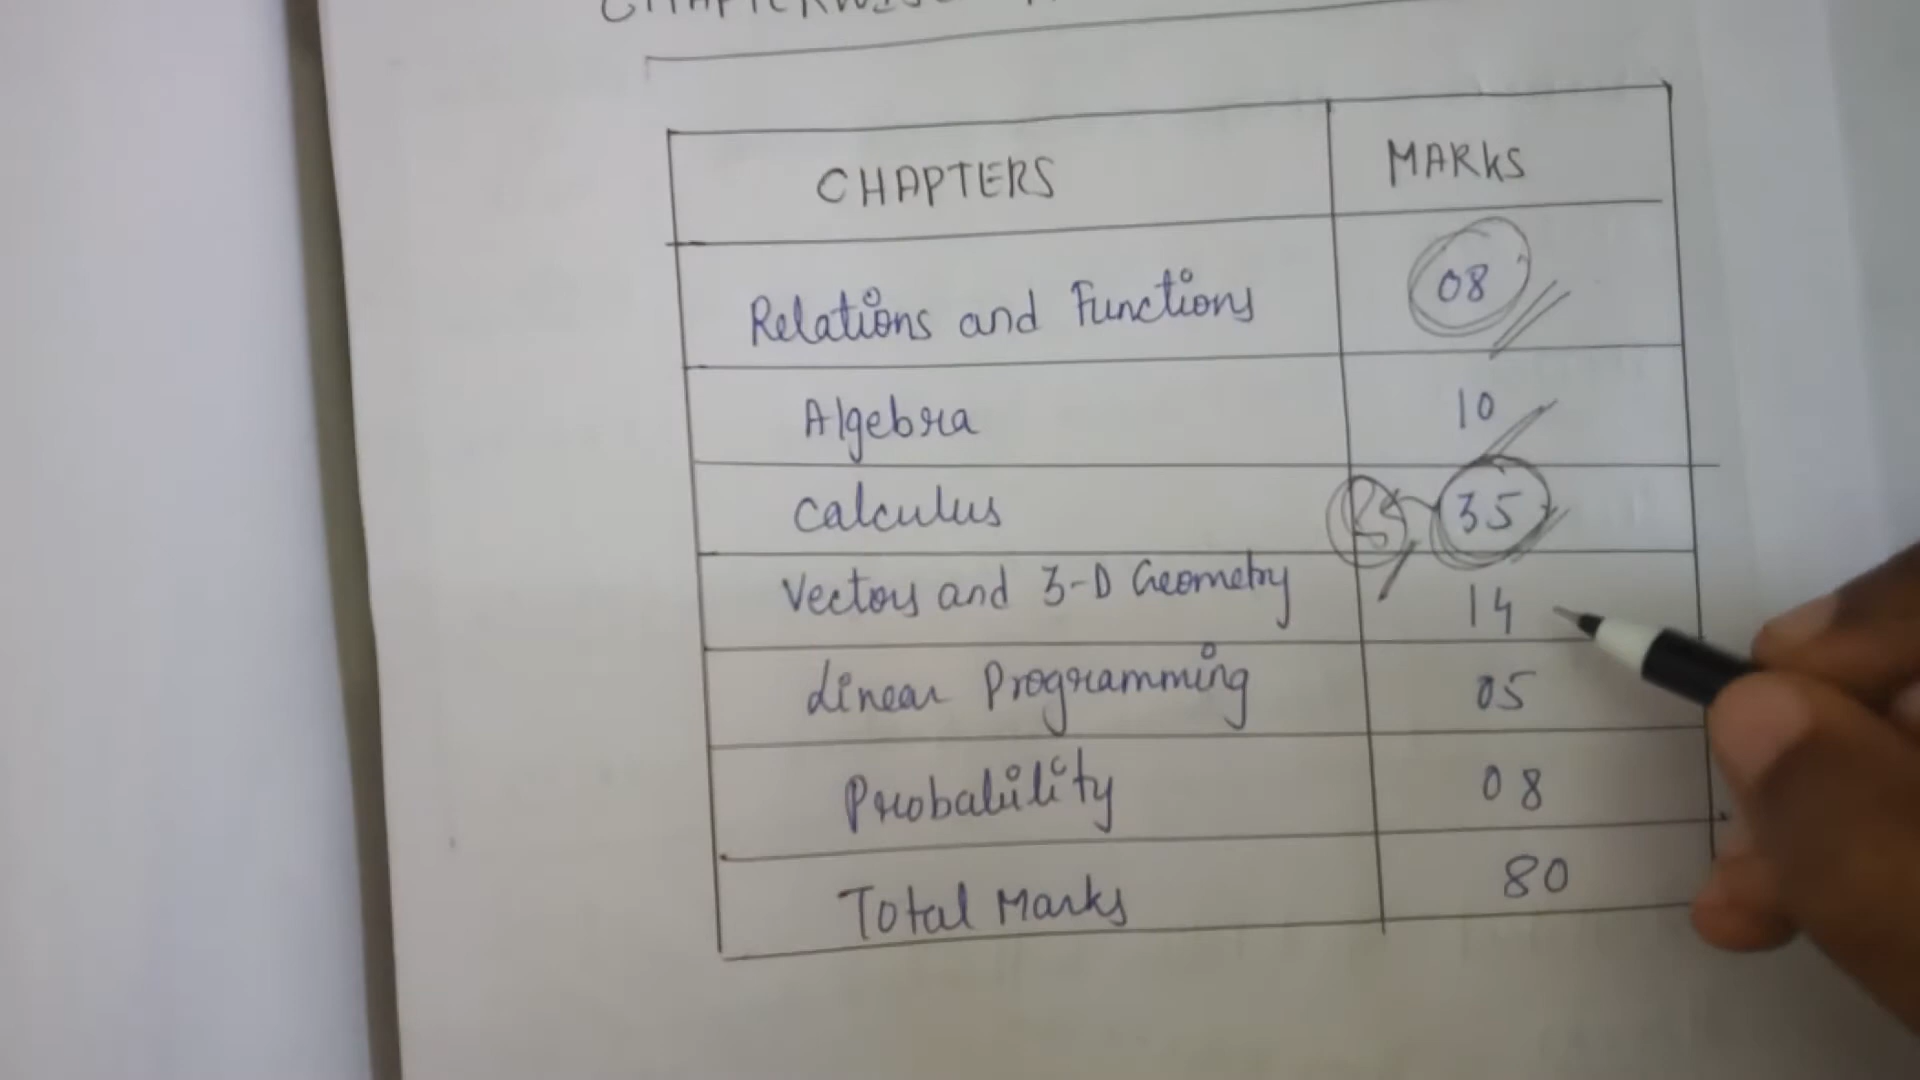 CHAPTERS MARKS
Relations and Functions 08
Algebra 10
Calculus 35
Vectors and 3-D Geometry 14
Linear Programming 05
Probability 08
Total Marks 80